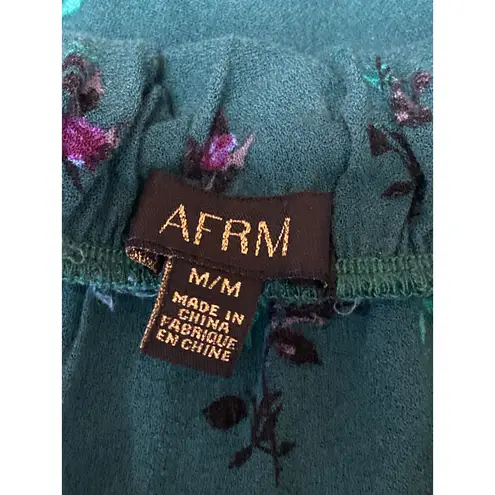 AFRM
M/M
MADE IN
CHINA
FABRIQUE
EN CHINE